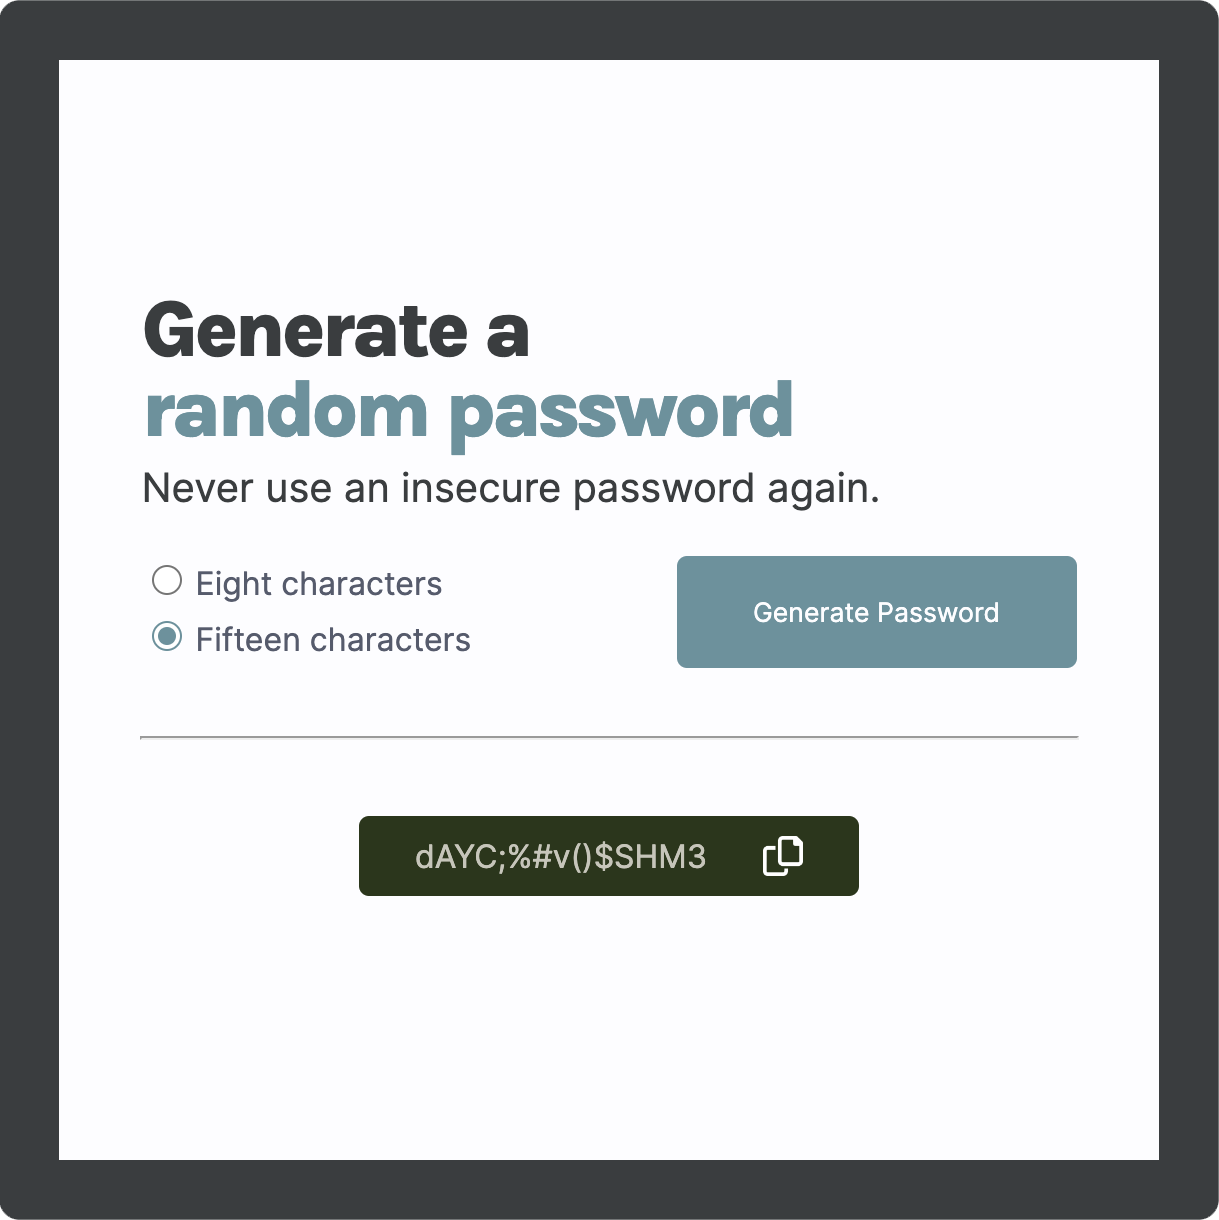 Generate a
random password
Never use an insecure password again.
Eight characters
Fifteen characters
Generate Password
dAYC;%#v()$SHM3